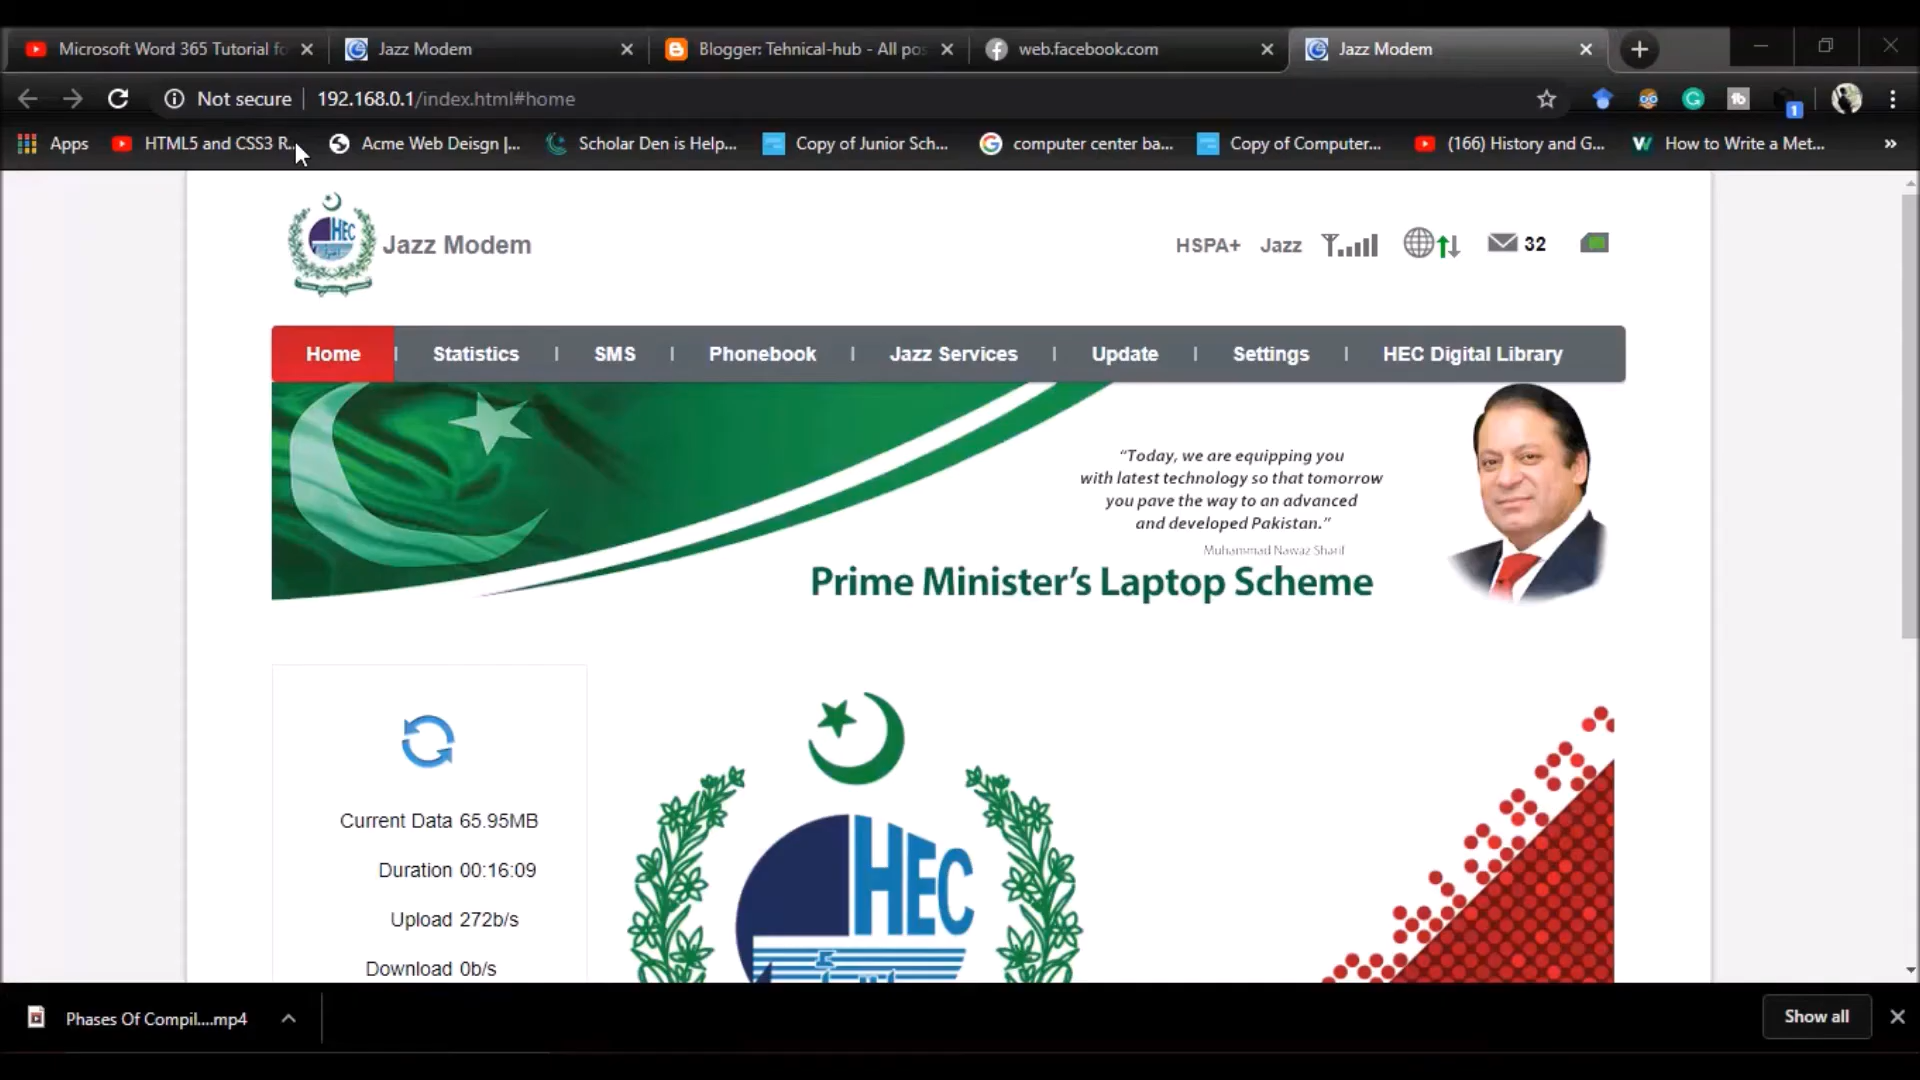 Microsoft Word 365 Tutorial fo
Jazz Modem
Blogger: Tehnical-hub - All pos
web.facebook.com
Jazz Modem
Not secure
192.168.0.1/index.html#home
Apps
HTML5 and CSS3 R...
Acme Web Deisgn |...
Scholar Den is Help...
Copy of Junior Sch...
computer center ba...
Copy of Computer...
(166) History and G...
How to Write a Met...
»
1
HEC
Jazz Modem
HSPA+
Jazz
32
Home
Statistics
SMS
Phonebook
Jazz Services
Update
Settings
HEC Digital Library
“Today, we are equipping you
with latest technology so that tomorrow
you pave the way to an advanced
and developed Pakistan.”
Muhammad Nawaz Sharif
Prime Minister’s Laptop Scheme
Current Data 65.95MB
Duration 00:16:09
Upload 272b/s
Download 0b/s
HEC
Phases Of Compil....mp4
Show all